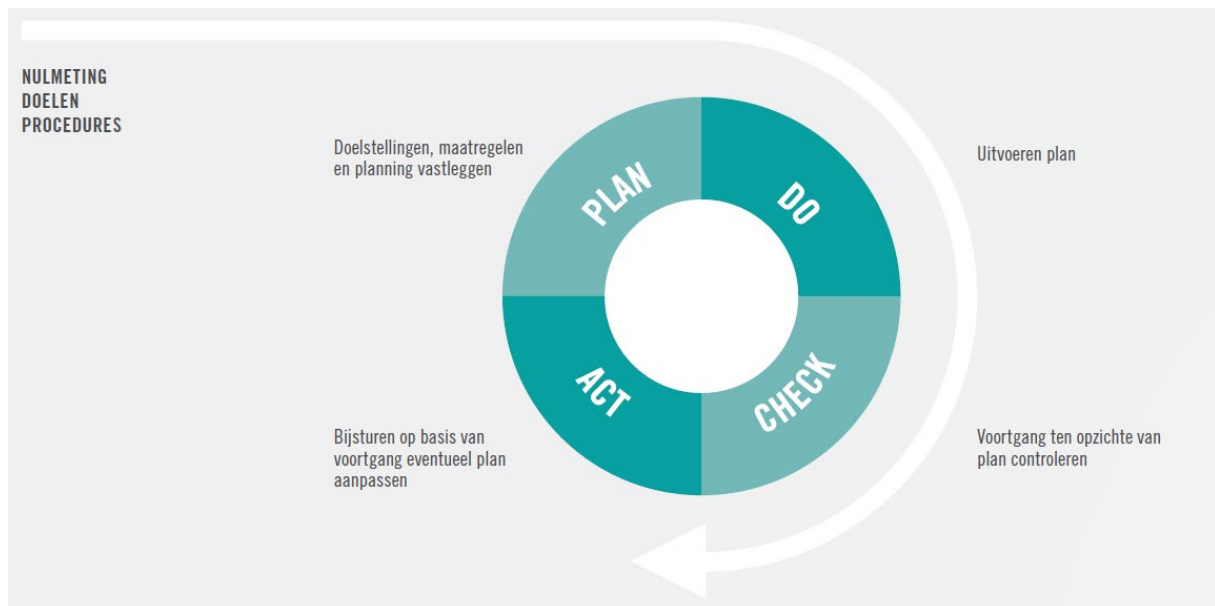 NULMETING
DOELEN
PROCEDURES
Doelstellingen, maatregelen
en planning vastleggen
PLAN
DO
Uitvoeren plan
ACT
CHECK
Bijsturen op basis van
voortgang eventueel plan
aanpassen
Voortgang ten opzichte van
plan controleren